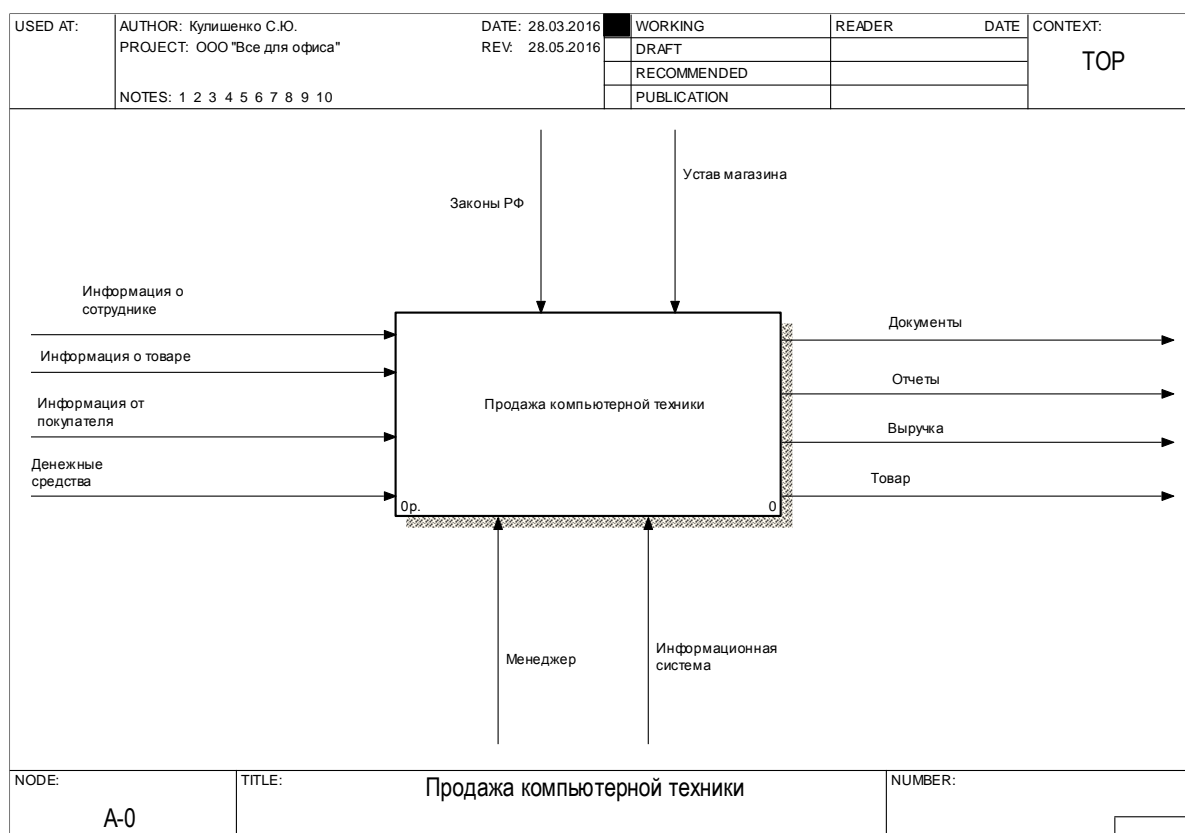 USED AT:
AUTHOR: Кулишенко С.Ю.
DATE: 28.03.2016
WORKING
READER
DATE
CONTEXT:
PROJECT: ООО "Все для офиса"
REV: 28.05.2016
DRAFT
TOP
RECOMMENDED
NOTES: 1 2 3 4 5 6 7 8 9 10
PUBLICATION
Устав магазина
Законы РФ
Информация о
сотруднике
Информация о товаре
Информация от
покупателя
Денежные
средства
Продажа компьютерной техники
0р.
0
Документы
Отчеты
Выручка
Товар
Менеджер
Информационная
система
NODE:
A-0
TITLE:
Продажа компьютерной техники
NUMBER: